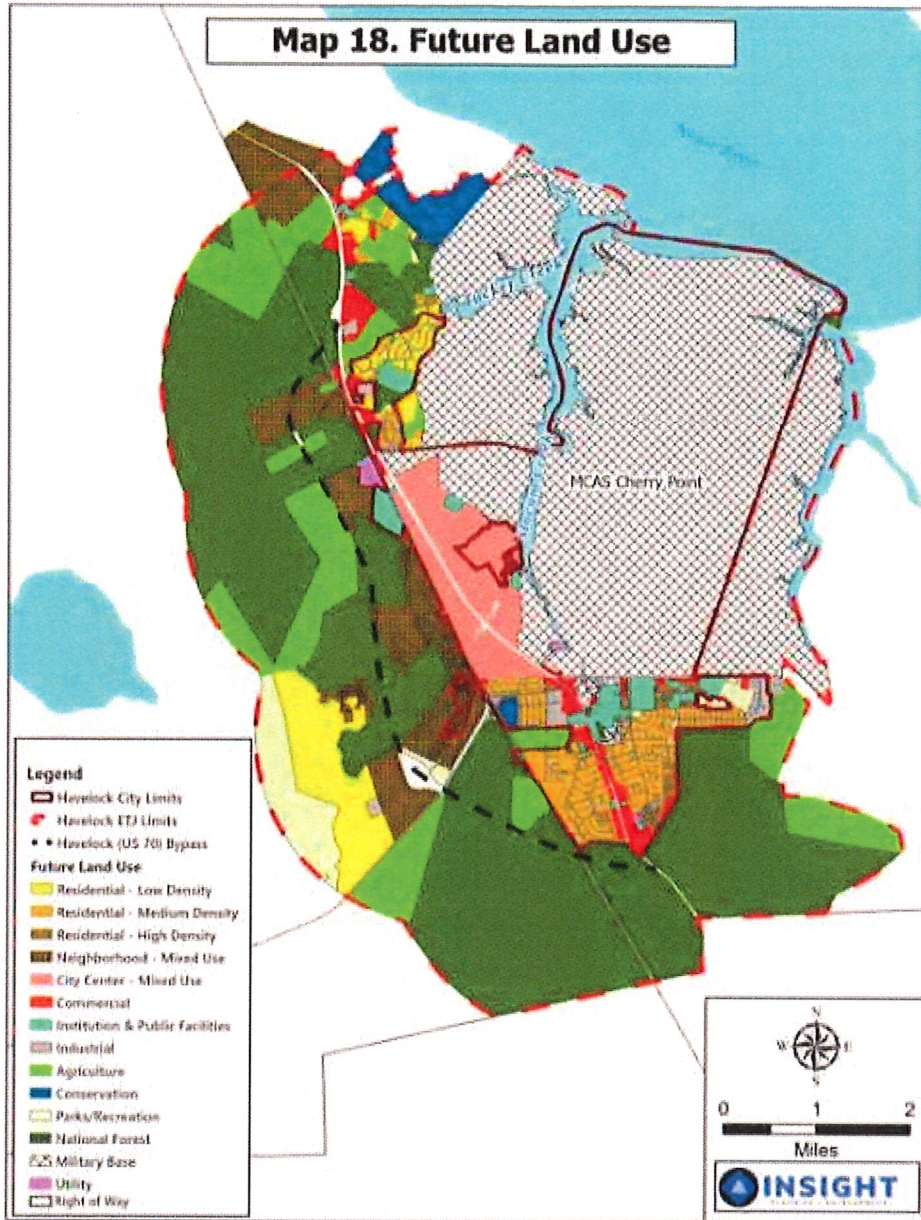 Map 18. Future Land Use
Tucker Creek
MCAS Cherry Point
Legend
Havelock City Limits
Havelock ETJ Limits
Havelock (US 70) Bypass
Future Land Use
Residential - Low Density
Residential - Medium Density
Residential - High Density
Neighborhood - Mixed Use
City Center - Mixed Use
Commercial
Institution & Public Facilities
Industrial
Agriculture
Conservation
Parks/Recreation
National Forest
Military Base
Utility
Right of Way
N
W E
S
0 1 2
Miles
INSIGHT